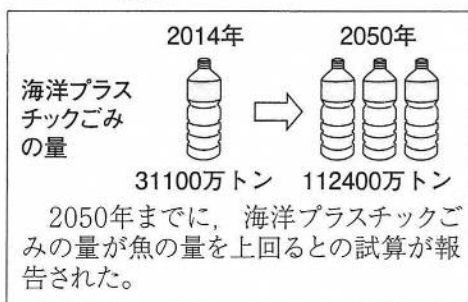 2014年 2050年
海洋プラス
チックごみ
の量
31100万トン 112400万トン
2050年までに，海洋プラスチックご
みの量が魚の量を上回るとの試算が報
告された。